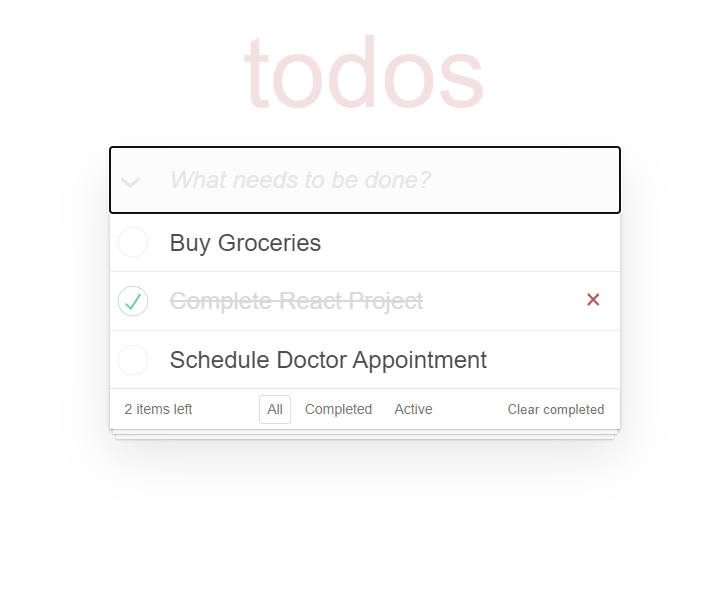 todos
What needs to be done?
Buy Groceries
Complete React Project
Schedule Doctor Appointment
2 items left All Completed Active Clear completed